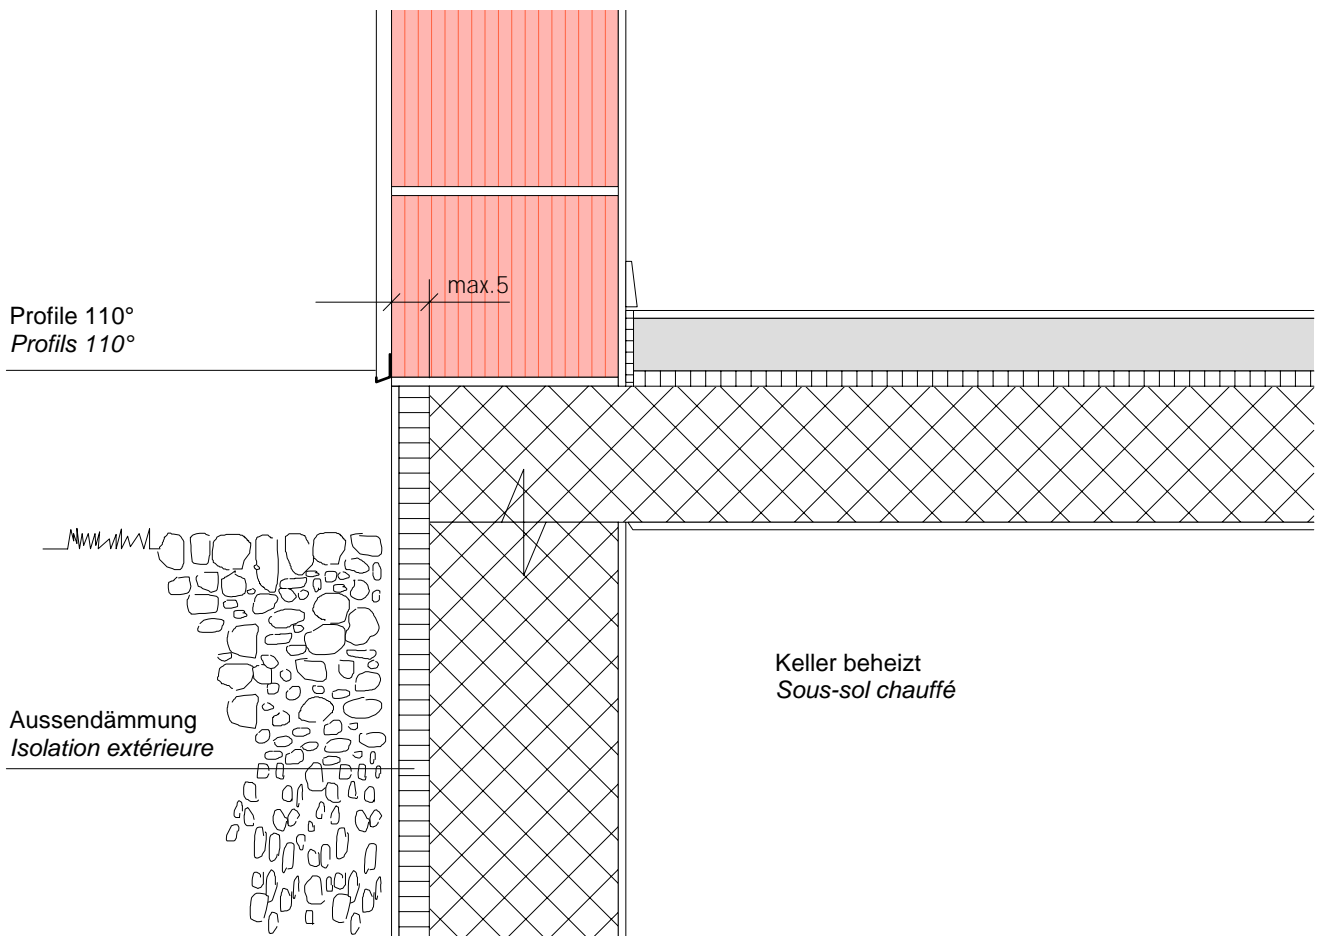 max.5
Profile 110°
Profils 110°
Keller beheizt
Sous-sol chauffé
Aussendämmung
Isolation extérieure